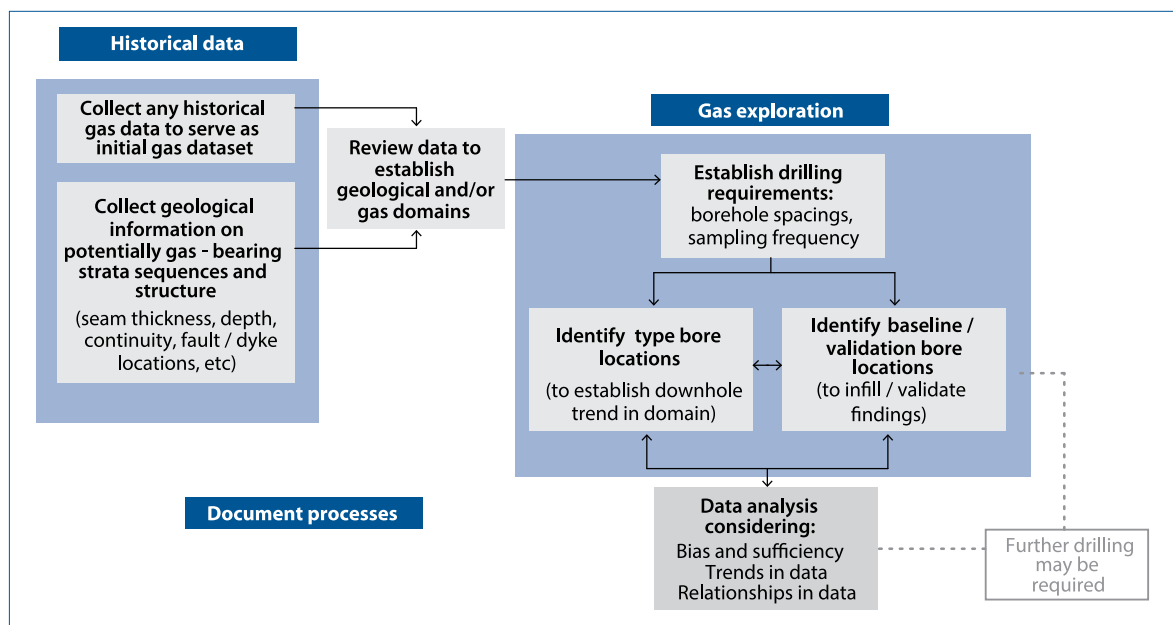 Historical data
Collect any historical
gas data to serve as
initial gas dataset
Collect geological
information on
potentially gas - bearing
strata sequences and
structure
(seam thickness, depth,
continuity, fault / dyke
locations, etc)
Review data to
establish
geological and/or
gas domains
Gas exploration
Establish drilling
requirements:
borehole spacings,
sampling frequency
Identify type bore
locations
(to establish downhole
trend in domain)
Identify baseline /
validation bore
locations
(to infill / validate
findings)
Document processes
Data analysis
considering:
Bias and sufficiency
Trends in data
Relationships in data
Further drilling
may be
required